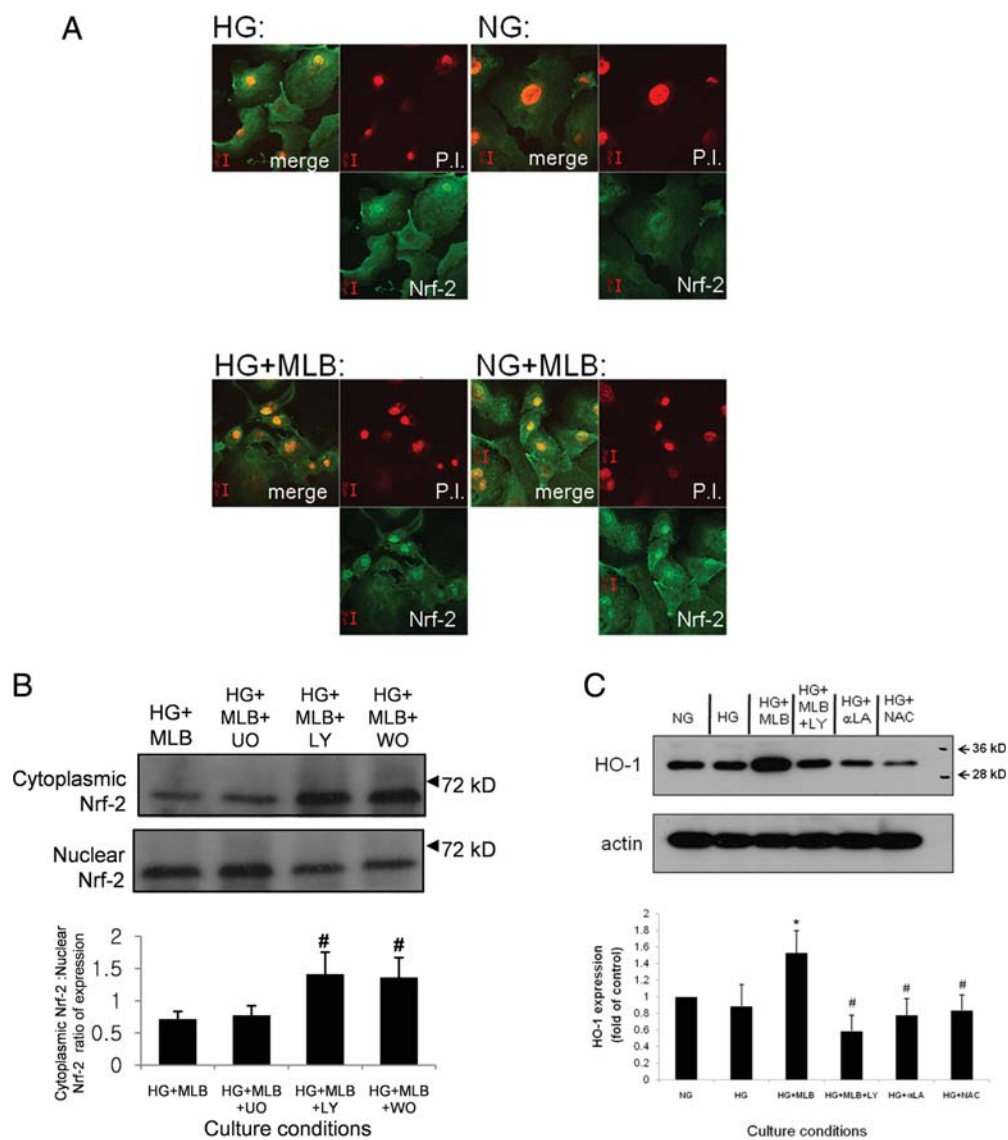 A
HG:
NG:
merge
P.I.
merge
P.I.
Nrf-2
Nrf-2
HG+MLB:
NG+MLB:
merge
P.I.
merge
P.I.
Nrf-2
Nrf-2
B
HG+
MLB
HG+
MLB+
UO
HG+
MLB+
LY
HG+
MLB+
WO
Cytoplasmic
Nrf-2
72 kD
Nuclear
Nrf-2
72 kD
Cytoplasmic Nrf-2 :Nuclear
Nrf-2 ratio of expression
2
1.5
1
0.5
0
#
#
HG+MLB
HG+MLB
+UO
HG+MLB
+LY
HG+MLB
+WO
Culture conditions
C
NG
HG
HG+
MLB
HG+
MLB
+LY
HG+
αLA
HG+
NAC
HO-1
←36 kD
←28 kD
actin
HO-1 expression
(fold of control)
2
1.8
1.6
1.4
1.2
1
0.8
0.6
0.4
0.2
0
*
#
#
#
NG
HG
HG+MLB
HG+MLB+LY
HG+αLA
HG+NAC
Culture conditions